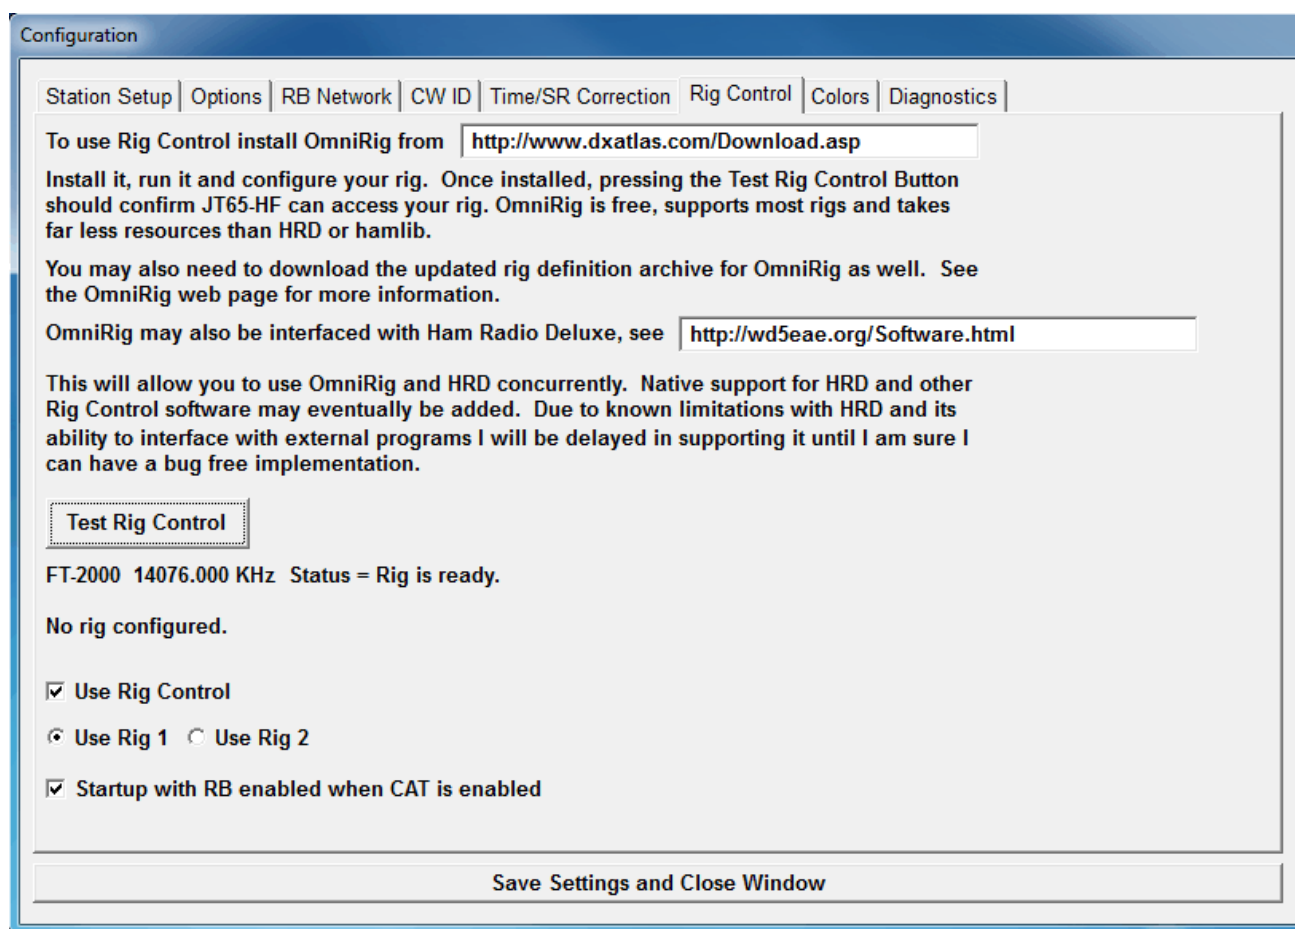 Configuration
Station Setup Options RB Network CW ID Time/SR Correction Rig Control Colors Diagnostics
To use Rig Control install OmniRig from http://www.dxatlas.com/Download.asp
Install it, run it and configure your rig.  Once installed, pressing the Test Rig Control Button
should confirm JT65-HF can access your rig. OmniRig is free, supports most rigs and takes
far less resources than HRD or hamlib.
You may also need to download the updated rig definition archive for OmniRig as well.  See
the OmniRig web page for more information.
OmniRig may also be interfaced with Ham Radio Deluxe, see http://wd5eae.org/Software.html
This will allow you to use OmniRig and HRD concurrently.  Native support for HRD and other
Rig Control software may eventually be added.  Due to known limitations with HRD and its
ability to interface with external programs I will be delayed in supporting it until I am sure I
can have a bug free implementation.
Test Rig Control
FT-2000  14076.000 KHz  Status = Rig is ready.
No rig configured.
Use Rig Control
Use Rig 1 Use Rig 2
Startup with RB enabled when CAT is enabled
Save Settings and Close Window